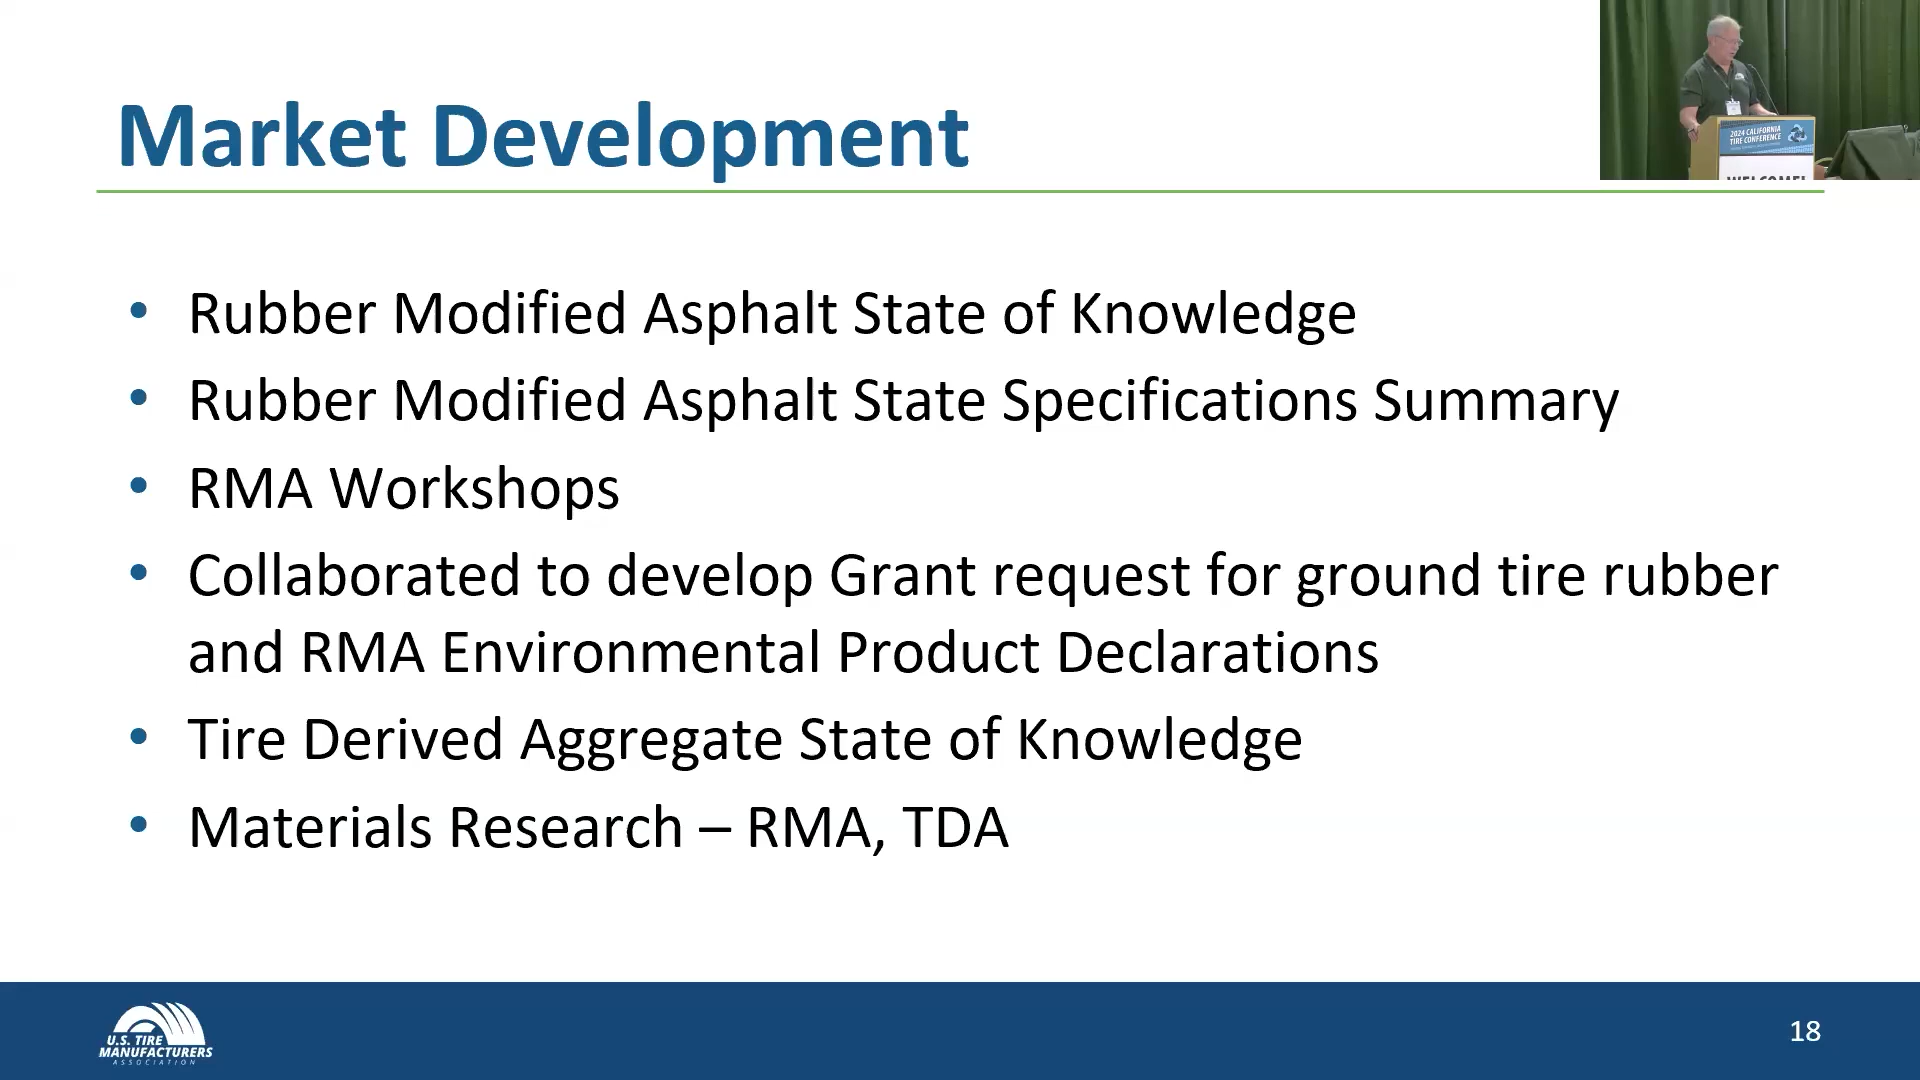 Market Development
2024 CALIFORNIA
TIRE CONFERENCE
WELCOME!
• Rubber Modified Asphalt State of Knowledge
• Rubber Modified Asphalt State Specifications Summary
• RMA Workshops
• Collaborated to develop Grant request for ground tire rubber
and RMA Environmental Product Declarations
• Tire Derived Aggregate State of Knowledge
• Materials Research – RMA, TDA
U.S. TIRE
MANUFACTURERS
ASSOCIATION
18